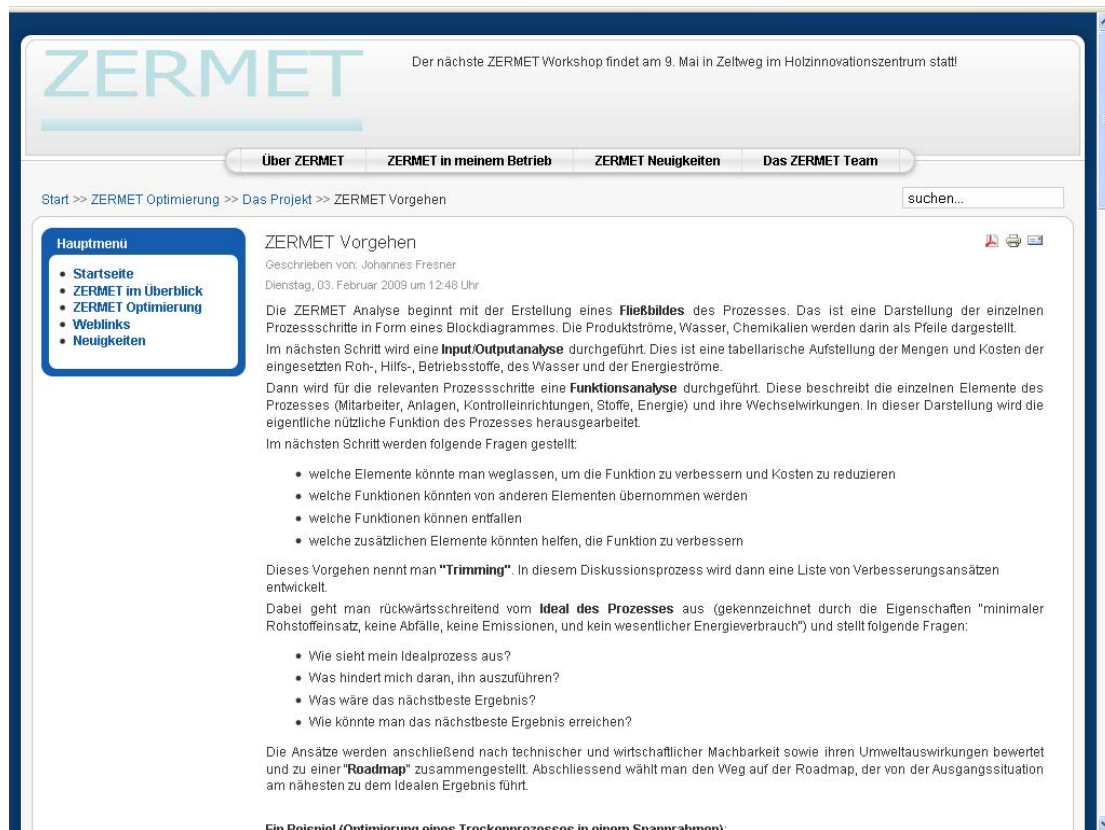 ZERMET
Der nächste ZERMET Workshop findet am 9. Mai in Zeltweg im Holzinnovationszentrum statt!
Über ZERMET ZERMET in meinem Betrieb ZERMET Neuigkeiten Das ZERMET Team
Start >> ZERMET Optimierung >> Das Projekt >> ZERMET Vorgehen
suchen...
Hauptmenü
Startseite
ZERMET im Überblick
ZERMET Optimierung
Weblinks
Neuigkeiten
ZERMET Vorgehen
Geschrieben von: Johannes Fresner
Dienstag, 03. Februar 2009 um 12:48 Uhr
Die ZERMET Analyse beginnt mit der Erstellung eines Fließbildes des Prozesses. Das ist eine Darstellung der einzelnen
Prozessschritte in Form eines Blockdiagrammes. Die Produktströme, Wasser, Chemikalien werden darin als Pfeile dargestellt.
Im nächsten Schritt wird eine Input/Outputanalyse durchgeführt. Dies ist eine tabellarische Aufstellung der Mengen und Kosten der
eingesetzten Roh-, Hilfs-, Betriebsstoffe, des Wasser und der Energieströme.
Dann wird für die relevanten Prozessschritte eine Funktionsanalyse durchgeführt. Diese beschreibt die einzelnen Elemente des
Prozesses (Mitarbeiter, Anlagen, Kontrolleinrichtungen, Stoffe, Energie) und ihre Wechselwirkungen. In dieser Darstellung wird die
eigentliche nützliche Funktion des Prozesses herausgearbeitet.
Im nächsten Schritt werden folgende Fragen gestellt:
• welche Elemente könnte man weglassen, um die Funktion zu verbessern und Kosten zu reduzieren
• welche Funktionen könnten von anderen Elementen übernommen werden
• welche Funktionen können entfallen
• welche zusätzlichen Elemente könnten helfen, die Funktion zu verbessern
Dieses Vorgehen nennt man "Trimming". In diesem Diskussionsprozess wird dann eine Liste von Verbesserungsansätzen
entwickelt.
Dabei geht man rückwärtsschreitend vom Ideal des Prozesses aus (gekennzeichnet durch die Eigenschaften "minimaler
Rohstoffeinsatz, keine Abfälle, keine Emissionen, und kein wesentlicher Energieverbrauch") und stellt folgende Fragen:
• Wie sieht mein Idealprozess aus?
• Was hindert mich daran, ihn auszuführen?
• Was wäre das nächstbeste Ergebnis?
• Wie könnte man das nächstbeste Ergebnis erreichen?
Die Ansätze werden anschließend nach technischer und wirtschaftlicher Machbarkeit sowie ihren Umweltauswirkungen bewertet
und zu einer "Roadmap" zusammengestellt. Abschliessend wählt man den Weg auf der Roadmap, der von der Ausgangssituation
am nähesten zu dem Idealen Ergebnis führt.
Ein Beispiel (Optimierung eines Trockenprozesses in einem Spannrahmen):